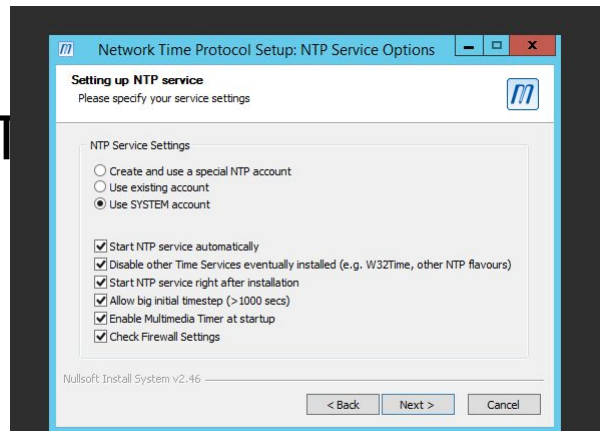 Network Time Protocol Setup: NTP Service Options
Setting up NTP service
Please specify your service settings
NTP Service Settings
Create and use a special NTP account
Use existing account
Use SYSTEM account
Start NTP service automatically
Disable other Time Services eventually installed (e.g. W32Time, other NTP flavours)
Start NTP service right after installation
Allow big initial timestep (>1000 secs)
Enable Multimedia Timer at startup
Check Firewall Settings
Nullsoft Install System v2.46
< Back Next > Cancel